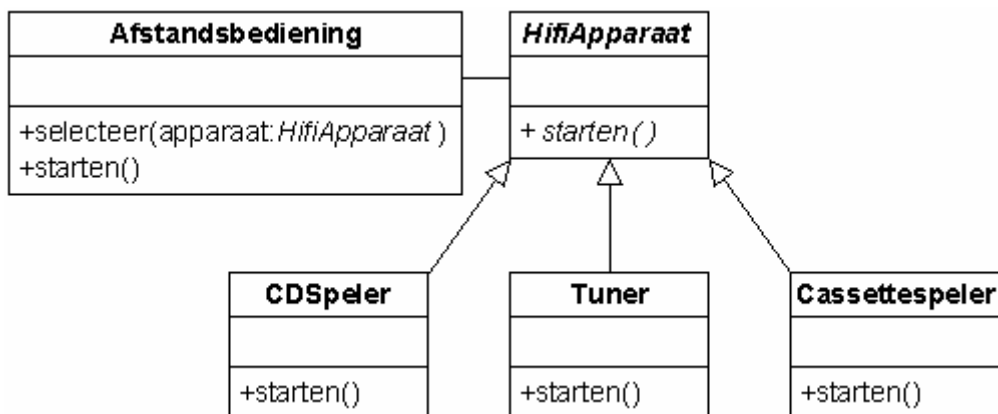 Afstandsbediening
+selecteer(apparaat:HifiApparaat)
+starten()
HifiApparaat
+ starten()
CDSpeler
+starten()
Tuner
+starten()
Cassettespeler
+starten()